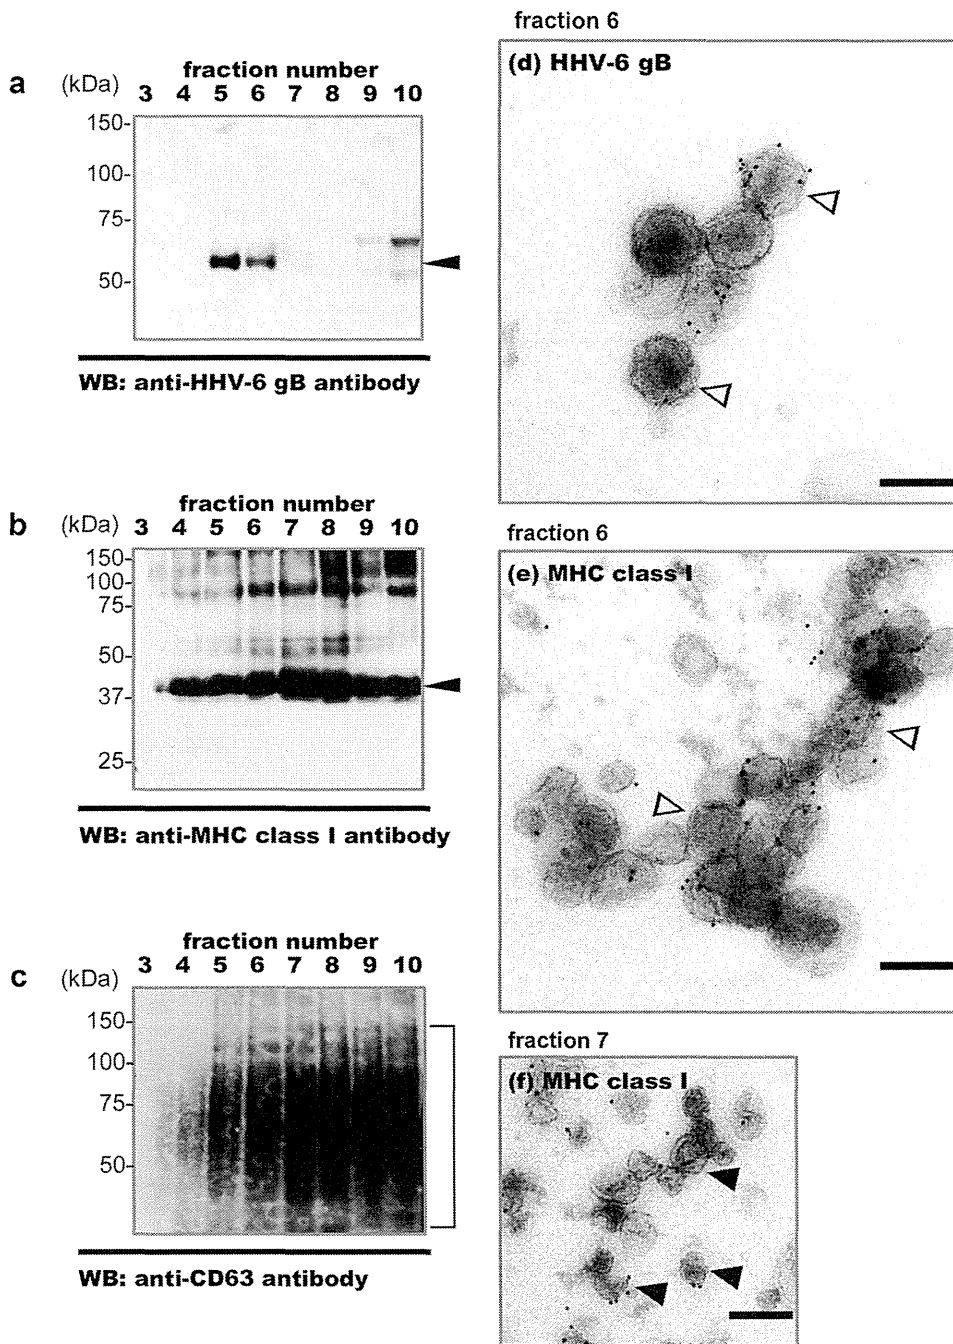 a
(kDa)
fraction number
3 4 5 6 7 8 9 10
150-
100-
75-
50-
WB: anti-HHV-6 gB antibody
b
(kDa)
fraction number
3 4 5 6 7 8 9 10
150-
100-
75-
50-
37-
25-
WB: anti-MHC class I antibody
c
(kDa)
fraction number
3 4 5 6 7 8 9 10
150-
100-
75-
50-
WB: anti-CD63 antibody
fraction 6
(d) HHV-6 gB
fraction 6
(e) MHC class I
fraction 7
(f) MHC class I